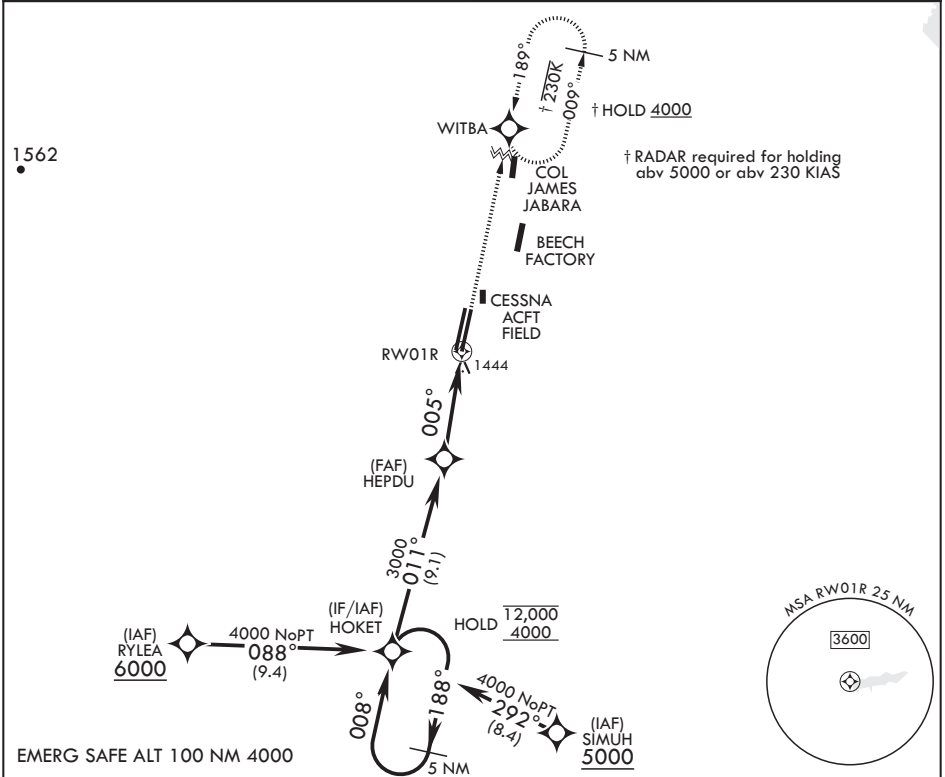 5 NM
189°
† 230K
009°
† HOLD 4000
WITBA
1562
† RADAR required for holding
abv 5000 or abv 230 KIAS
COL
JAMES
JABARA
BEECH
FACTORY
CESSNA
ACFT
FIELD
RW01R
1444
005°
(FAF)
HEPDU
3000
011°
(9.1)
(IF/IAF)
HOKET
HOLD 12,000
4000
(IAF)
RYLEA
6000
4000 NoPT
088°
(9.4)
008°
188°
4000 NoPT
292°
(8.4)
(IAF)
SIMUH
5000
5 NM
MSA RW01R 25 NM
3600
EMERG SAFE ALT 100 NM 4000